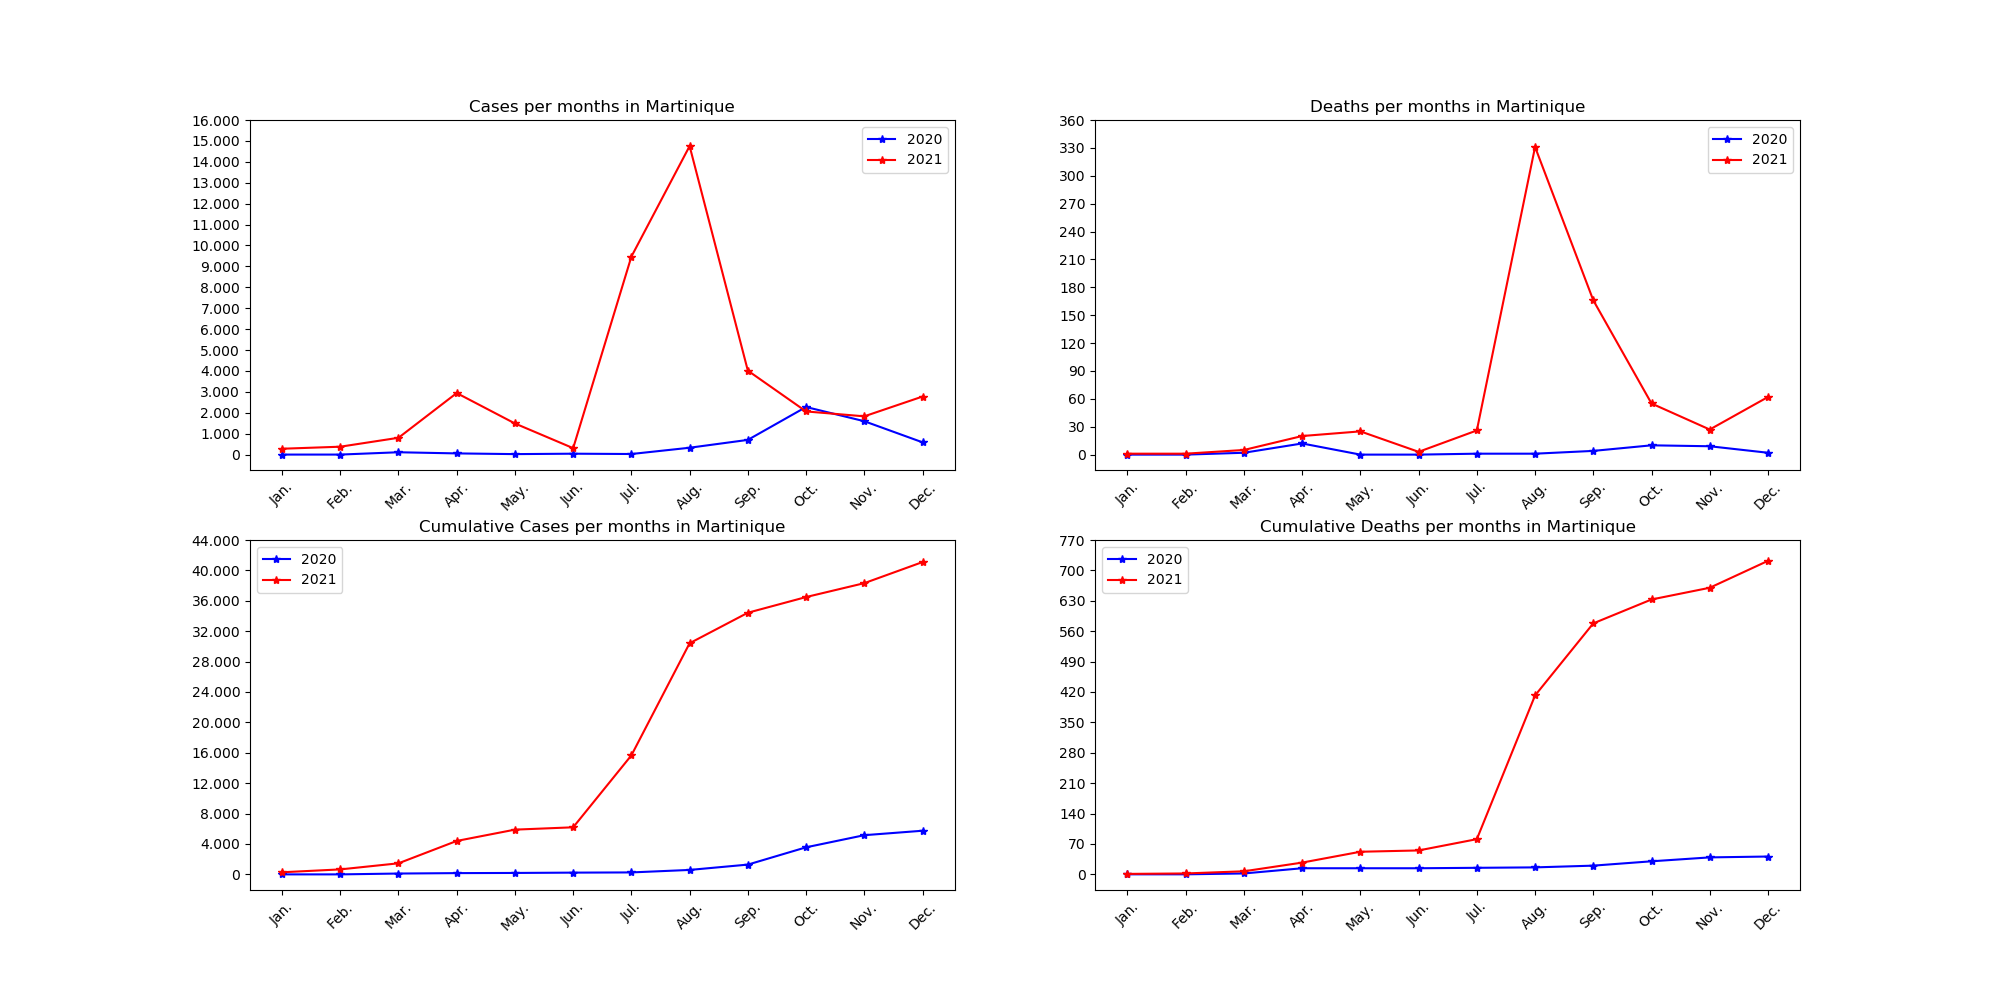 Cases per months in Martinique
16.000
15.000
14.000
13.000
12.000
11.000
10.000
9.000
8.000
7.000
6.000
5.000
4.000
3.000
2.000
1.000
0
2020
2021
Jan.
Feb.
Mar.
Apr.
May.
Jun.
Jul.
Aug.
Sep.
Oct.
Nov.
Dec.
Deaths per months in Martinique
360
330
300
270
240
210
180
150
120
90
60
30
0
2020
2021
Jan.
Feb.
Mar.
Apr.
May.
Jun.
Jul.
Aug.
Sep.
Oct.
Nov.
Dec.
Cumulative Cases per months in Martinique
44.000
40.000
36.000
32.000
28.000
24.000
20.000
16.000
12.000
8.000
4.000
0
2020
2021
Jan.
Feb.
Mar.
Apr.
May.
Jun.
Jul.
Aug.
Sep.
Oct.
Nov.
Dec.
Cumulative Deaths per months in Martinique
770
700
630
560
490
420
350
280
210
140
70
0
2020
2021
Jan.
Feb.
Mar.
Apr.
May.
Jun.
Jul.
Aug.
Sep.
Oct.
Nov.
Dec.